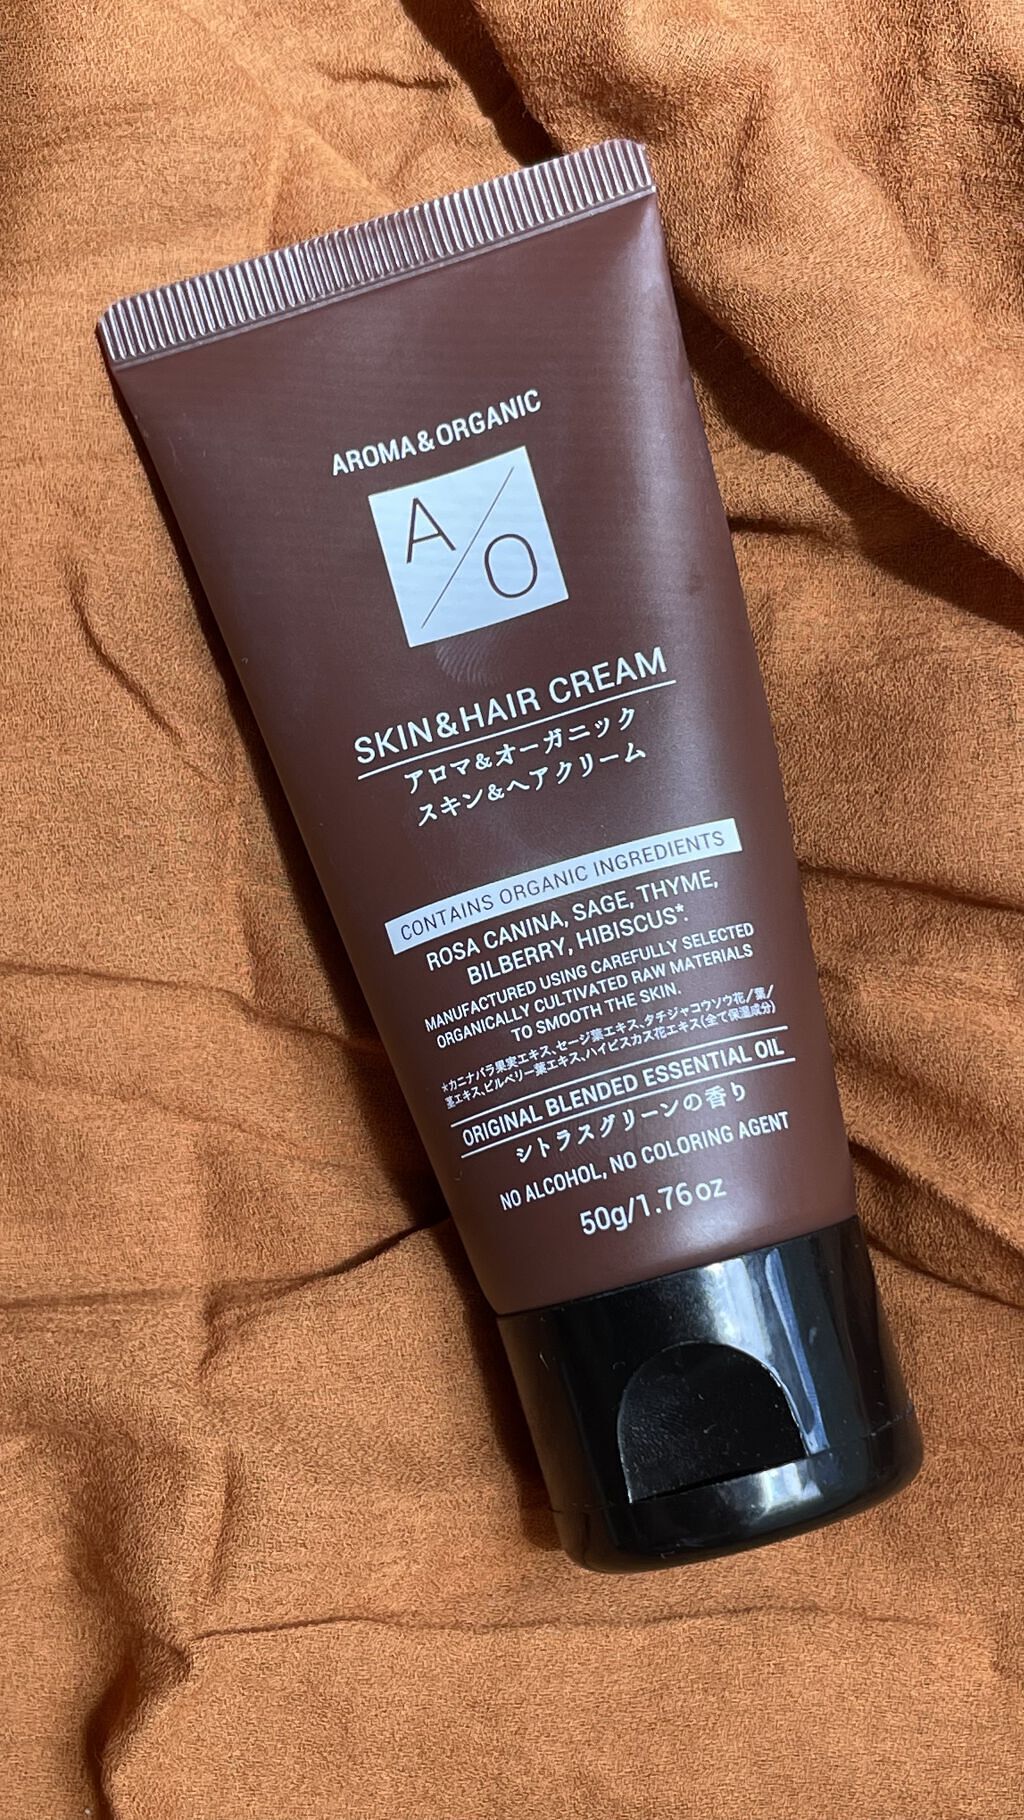 AROMA&ORGANIC
A/O
SKIN&HAIR CREAM
アロマ&オーガニック
スキン&ヘアクリーム
CONTAINS ORGANIC INGREDIENTS
ROSA CANINA, SAGE, THYME,
BILBERRY, HIBISCUS*.
MANUFACTURED USING CAREFULLY SELECTED
ORGANICALLY CULTIVATED RAW MATERIALS
TO SMOOTH THE SKIN.
*カニナバラ果実エキス、セージ葉エキス、タチジャコウソウ花/葉/
茎エキス、ビルベリー葉エキス、ハイビスカス花エキス(全て保湿成分)
ORIGINAL BLENDED ESSENTIAL OIL
シトラスグリーンの香り
NO ALCOHOL, NO COLORING AGENT
50g/1.76oz